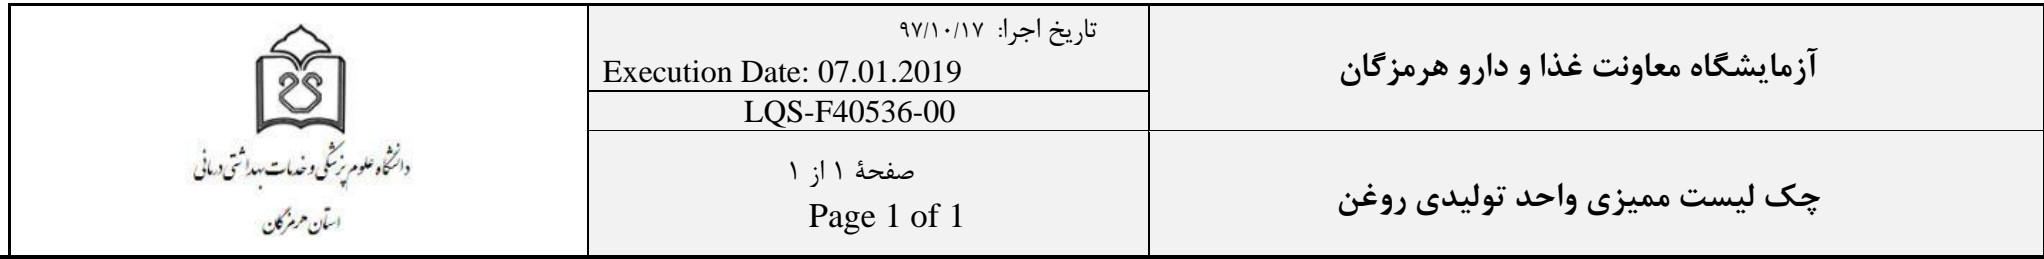 آزمایشگاه معاونت غذا و دارو هرمزگان
چک لیست ممیزی واحد تولیدی روغن
تاریخ اجرا: ۹۷/۱۰/۱۷
Execution Date: 07.01.2019
LQS-F40536-00
صفحهٔ ۱ از ۱
Page 1 of 1
دانشگاه علوم پزشکی و خدمات بهداشتی درمانی
استان هرمزگان